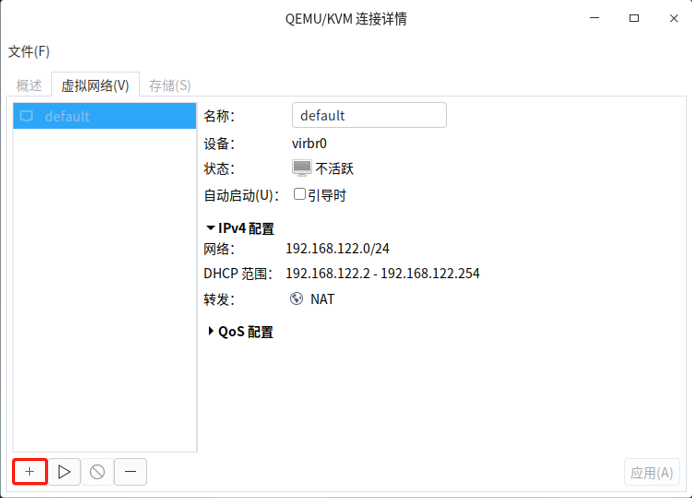 QEMU/KVM 连接详情
文件(F)
概述 虚拟网络(V) 存储(S)
default
名称： default
设备： virbr0
状态： 不活跃
自动启动(U)： 引导时
IPv4 配置
网络： 192.168.122.0/24
DHCP 范围： 192.168.122.2 - 192.168.122.254
转发： NAT
QoS 配置
应用(A)